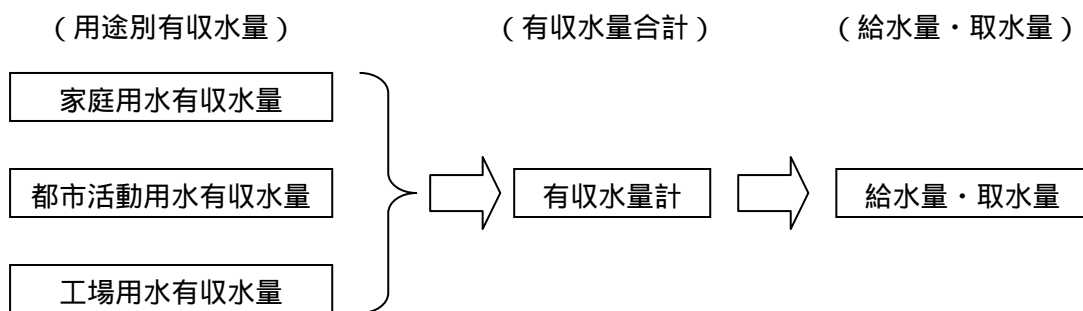 （用途別有収水量） （有収水量合計） （給水量・取水量）
家庭用水有収水量
都市活動用水有収水量 有収水量計 給水量・取水量
工場用水有収水量